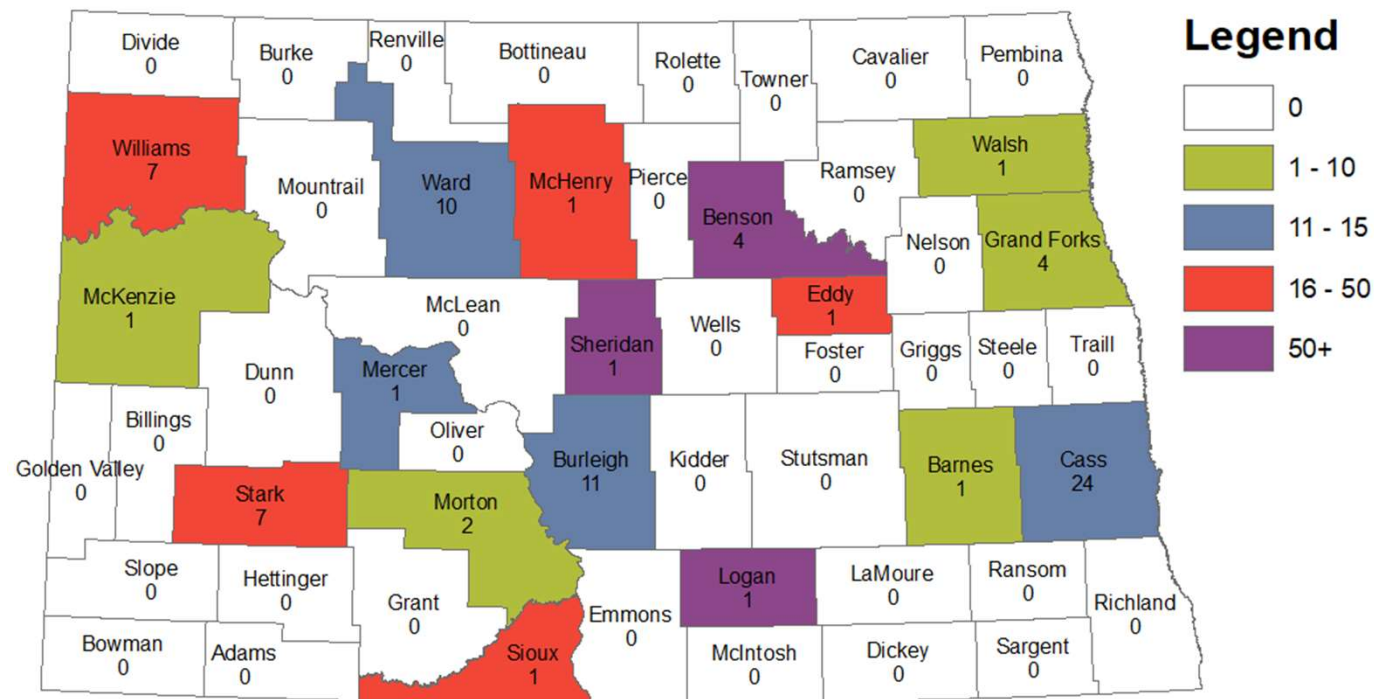 Divide
0
Burke
0
Renville
0
Bottineau
0
Rolette
0
Towner
0
Cavalier
0
Pembina
0
Williams
7
Mountrail
0
Ward
10
McHenry
1
Pierce
0
Benson
4
Ramsey
0
Walsh
1
Nelson
0
Grand Forks
4
McKenzie
1
Dunn
0
McLean
0
Mercer
1
Oliver
0
Sheridan
1
Wells
0
Eddy
1
Foster
0
Griggs
0
Steele
0
Traill
0
Golden Valley
0
Billings
0
Stark
7
Morton
2
Burleigh
11
Kidder
0
Stutsman
0
Barnes
1
Cass
24
Slope
0
Hettinger
0
Grant
0
Bowman
0
Adams
0
Sioux
1
Emmons
0
Logan
1
LaMoure
0
Ransom
0
Richland
0
McIntosh
0
Dickey
0
Sargent
0
Legend
0
1 - 10
11 - 15
16 - 50
50+